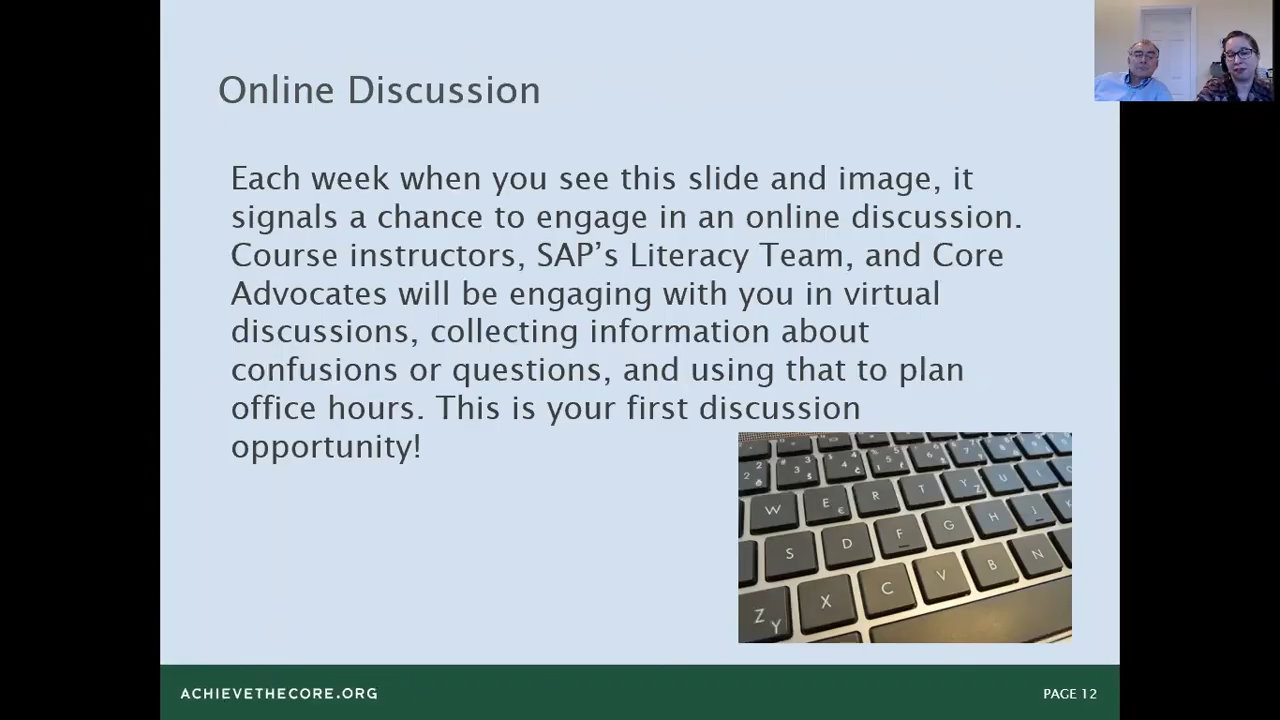 Online Discussion
Each week when you see this slide and image, it
signals a chance to engage in an online discussion.
Course instructors, SAP’s Literacy Team, and Core
Advocates will be engaging with you in virtual
discussions, collecting information about
confusions or questions, and using that to plan
office hours. This is your first discussion
opportunity!
W E R T Y Z U
S D F G H J
Z Y X C V B N
ACHIEVETHECORE.ORG
PAGE 12